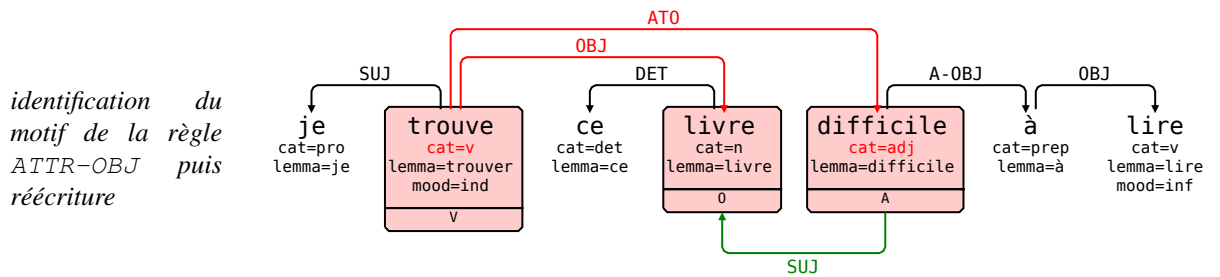 ATO
OBJ
SUJ DET A-OBJ OBJ
identification du
motif de la règle
ATTR-OBJ puis
réécriture
je trouve ce livre difficile à lire
cat=pro cat=v cat=det cat=n cat=adj cat=prep cat=v
lemma=je lemma=trouver lemma=ce lemma=livre lemma=difficile lemma=à lemma=lire
mood=ind mood=inf
V O A
SUJ